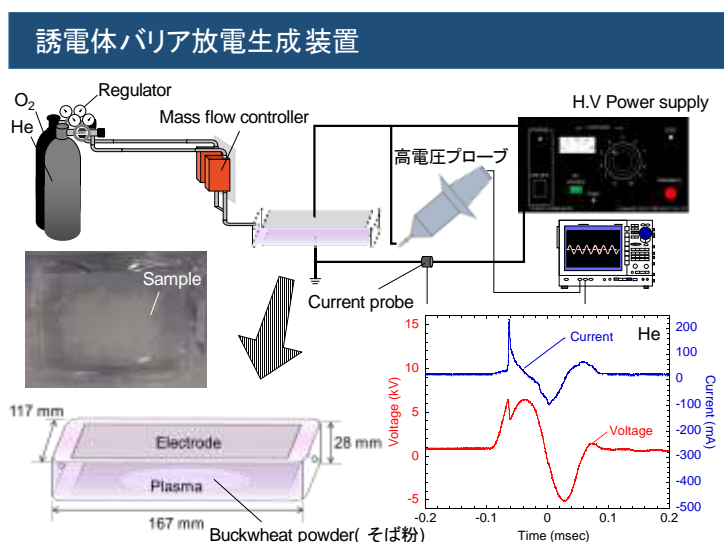 誘電体バリア放電生成装置
Regulator
O2
He
Mass flow controller
H.V Power supply
高電圧プローブ
Sample
Current probe
He
Current
Voltage
Voltage (kV)
15
10
5
0
-5
Current (mA)
200
100
0
-100
-200
-300
-400
-500
-0.2 -0.1 0 0.1 0.2
Time (msec)
117 mm
Electrode
28 mm
Plasma
167 mm
Buckwheat powder( そば粉)